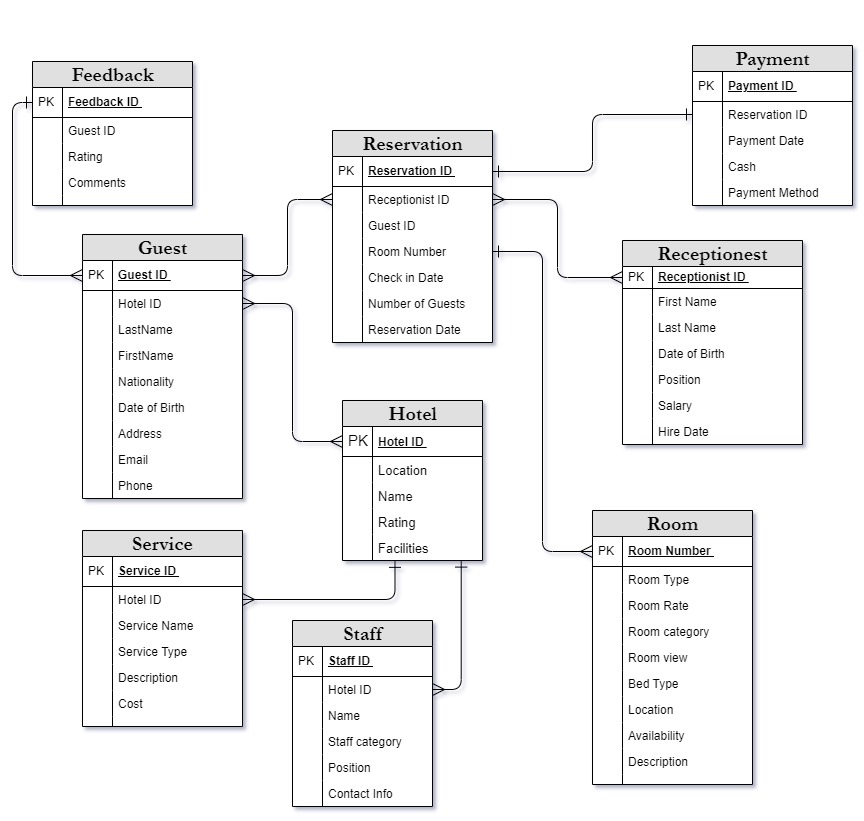 Feedback
PK Feedback ID
Guest ID
Rating
Comments
Payment
PK Payment ID
Reservation ID
Payment Date
Cash
Payment Method
Reservation
PK Reservation ID
Receptionist ID
Guest ID
Room Number
Check in Date
Number of Guests
Reservation Date
Guest
PK Guest ID
Hotel ID
LastName
FirstName
Nationality
Date of Birth
Address
Email
Phone
Receptionest
PK Receptionist ID
First Name
Last Name
Date of Birth
Position
Salary
Hire Date
Hotel
PK Hotel ID
Location
Name
Rating
Facilities
Service
PK Service ID
Hotel ID
Service Name
Service Type
Description
Cost
Staff
PK Staff ID
Hotel ID
Name
Staff category
Position
Contact Info
Room
PK Room Number
Room Type
Room Rate
Room category
Room view
Bed Type
Location
Availability
Description